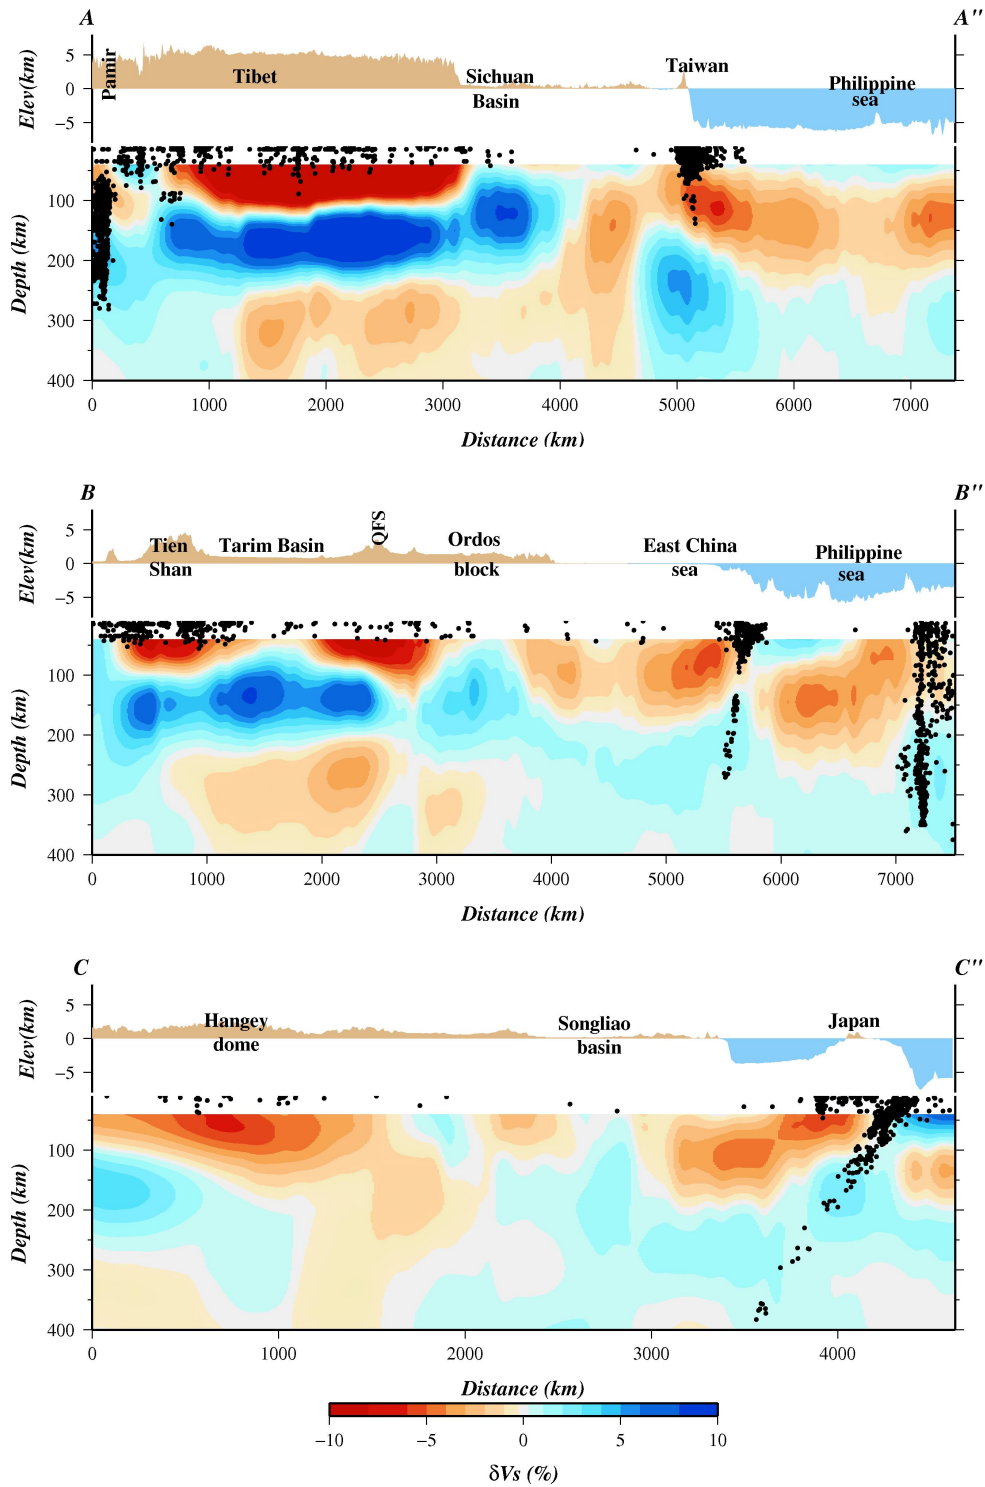 A A''
5
0
−5
Elev(km)
Pamir
Tibet
Sichuan
Basin
Taiwan
Philippine
sea
100
200
300
400
Depth (km)
0 1000 2000 3000 4000 5000 6000 7000
Distance (km)
B B''
5
0
−5
Elev(km)
Tien
Shan
Tarim Basin
QFS
Ordos
block
East China
sea
Philippine
sea
100
200
300
400
Depth (km)
0 1000 2000 3000 4000 5000 6000 7000
Distance (km)
C C''
5
0
−5
Elev(km)
Hangey
dome
Songliao
basin
Japan
100
200
300
400
Depth (km)
0 1000 2000 3000 4000
Distance (km)
−10 −5 0 5 10
δVs (%)